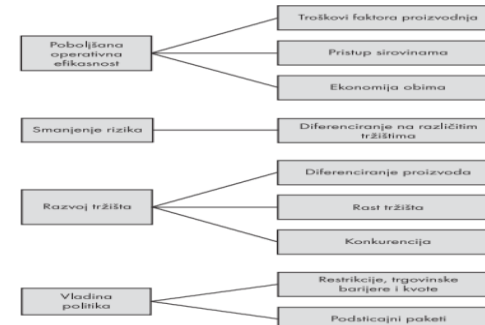 Troškovi faktora proizvodnja
Poboljšana
operativna
efikasnost
Pristup sirovinama
Ekonomija obima
Smanjenje rizika
Diferenciranje na različitim
tržištima
Diferenciranje proizvoda
Razvoj tržišta
Rast tržišta
Konkurencija
Vladina
politika
Restrikcije, trgovinske
barijere i kvote
Podsticajni paketi